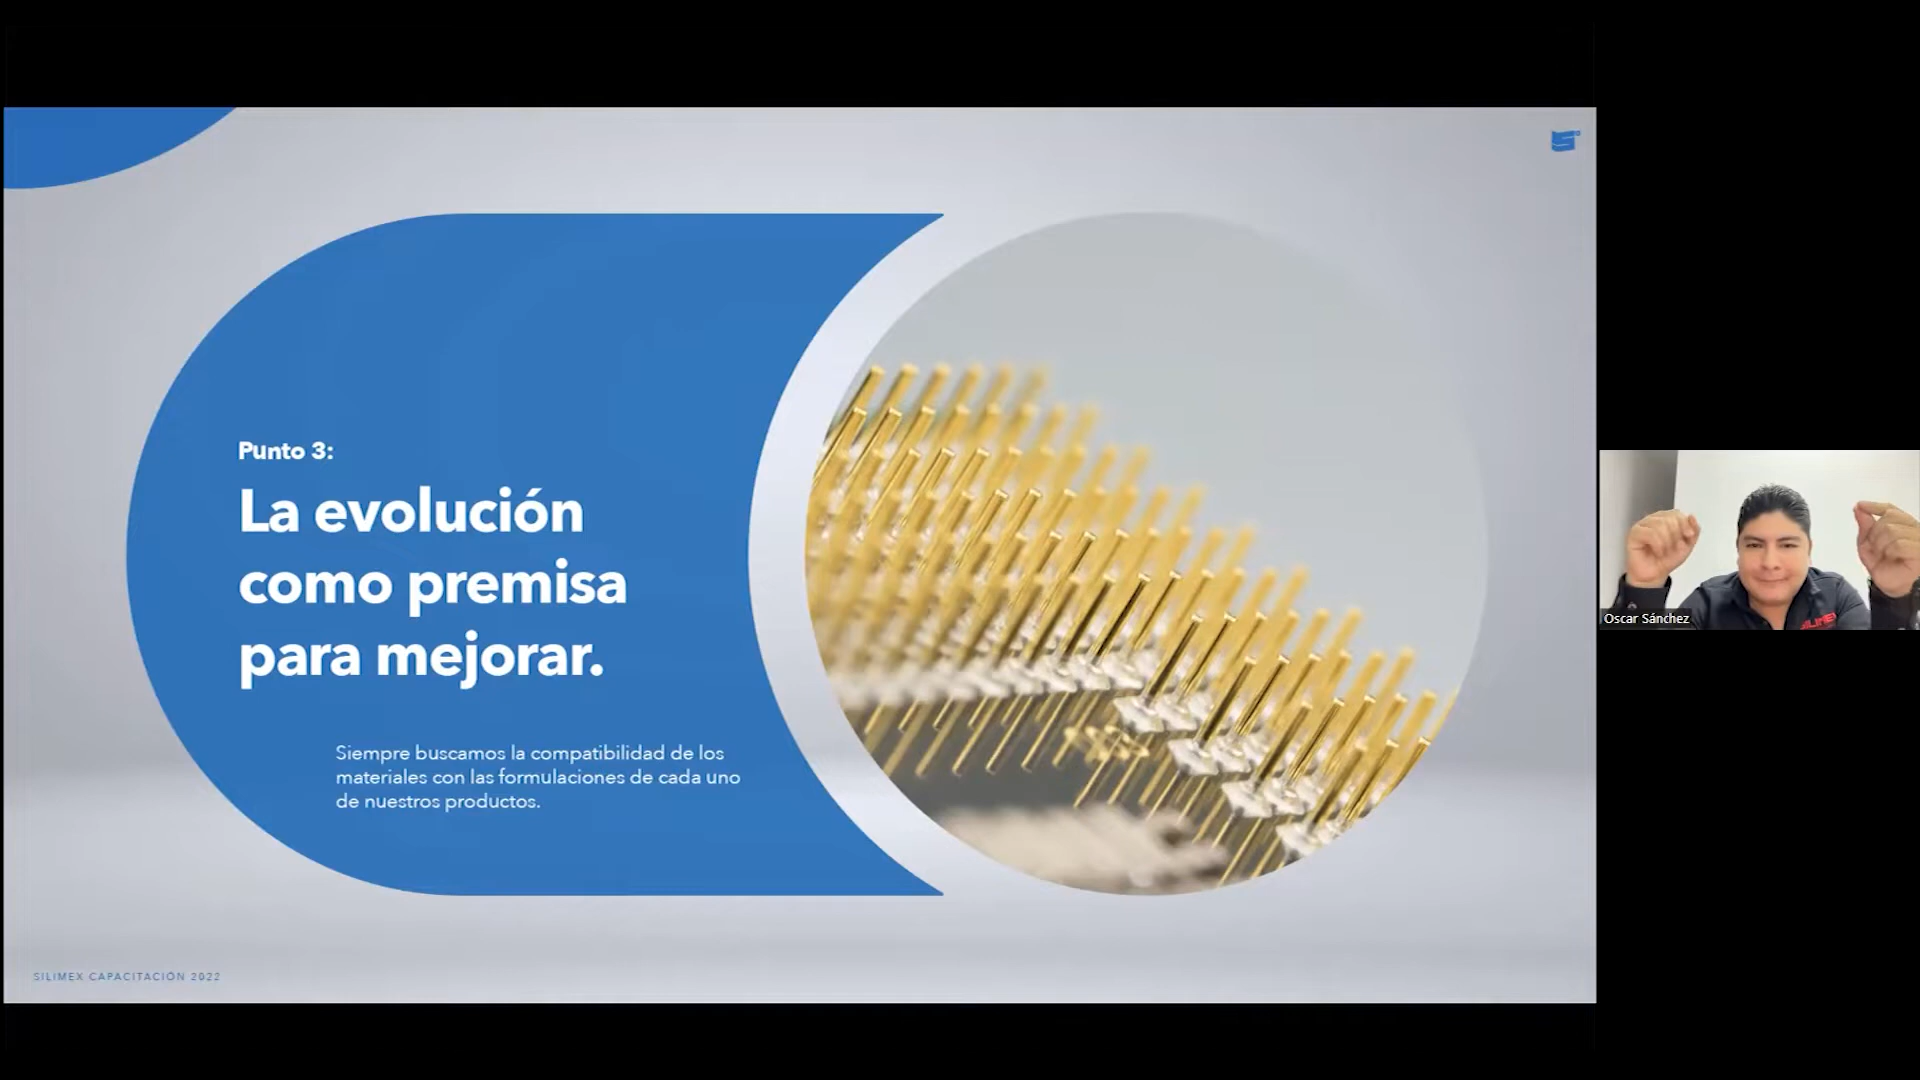 Punto 3:
La evolución
como premisa
para mejorar.
Siempre buscamos la compatibilidad de los
materiales con las formulaciones de cada uno
de nuestros productos.
SILIMEX CAPACITACIÓN 2022
Oscar Sánchez